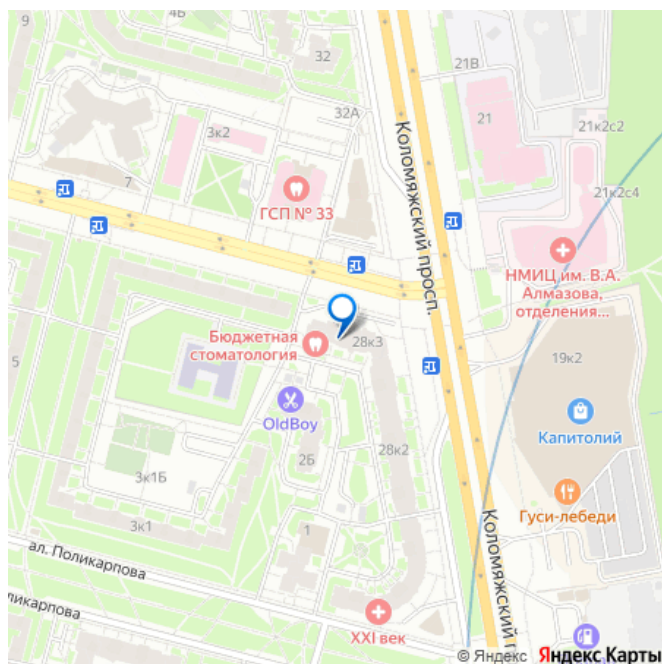 9
4Б
32
32А
21В
21
21к2с2
3к2
7
ГСП № 33
Коломяжский просп.
21к2с4
НМИЦ им. В.А.
Алмазова,
отделения...
Бюджетная
стоматология
28к3
19к2
OldBoy
Капитолий
2Б
28к2
3к1Б
Гуси-лебеди
3к1
1
ал. Поликарпова
Коломяжский п
ликарпова
XXI век
© Яндекс Яндекс Карты